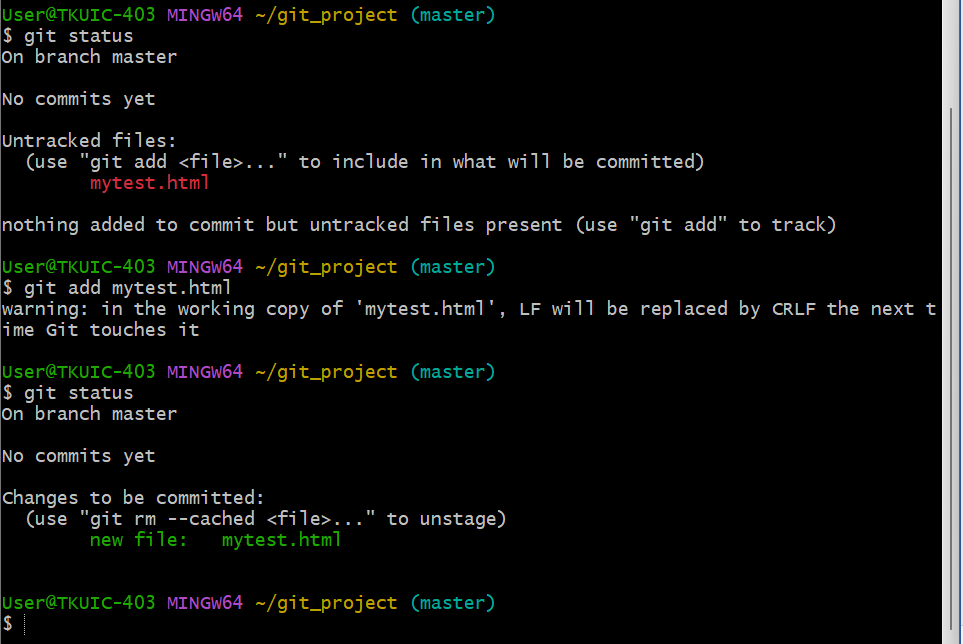 User@TKUIC-403 MINGW64 ~/git_project (master)
$ git status
On branch master
No commits yet
Untracked files:
  (use "git add <file>..." to include in what will be committed)
        mytest.html
nothing added to commit but untracked files present (use "git add" to track)
User@TKUIC-403 MINGW64 ~/git_project (master)
$ git add mytest.html
warning: in the working copy of 'mytest.html', LF will be replaced by CRLF the next t
ime Git touches it
User@TKUIC-403 MINGW64 ~/git_project (master)
$ git status
On branch master
No commits yet
Changes to be committed:
  (use "git rm --cached <file>..." to unstage)
        new file:   mytest.html
User@TKUIC-403 MINGW64 ~/git_project (master)
$